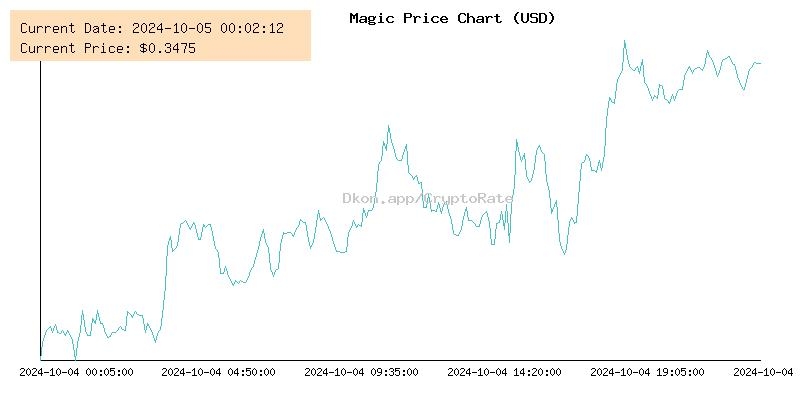 Magic Price Chart (USD)
Current Date: 2024-10-05 00:02:12
Current Price: $0.3475
Dkon.app/CryptoRate
2024-10-04 00:05:00
2024-10-04 04:50:00
2024-10-04 09:35:00
2024-10-04 14:20:00
2024-10-04 19:05:00
2024-10-04